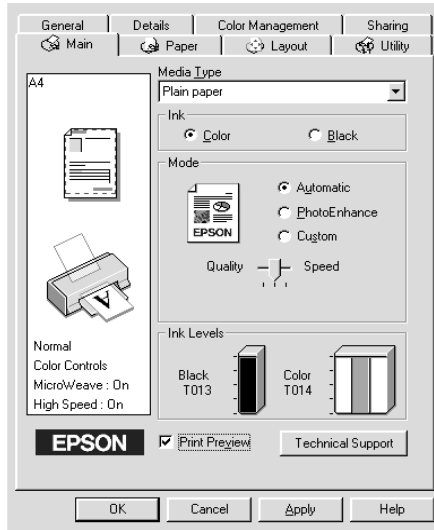 General Details Color Management Sharing
Main Paper Layout Utility
A4
Media Type
Plain paper
Ink
Color Black
Mode
EPSON
Automatic
PhotoEnhance
Custom
Quality Speed
Normal
Color Controls
MicroWeave : On
High Speed : On
Ink Levels
Black
T013
Color
T014
EPSON
Print Preview
Technical Support
OK Cancel Apply Help